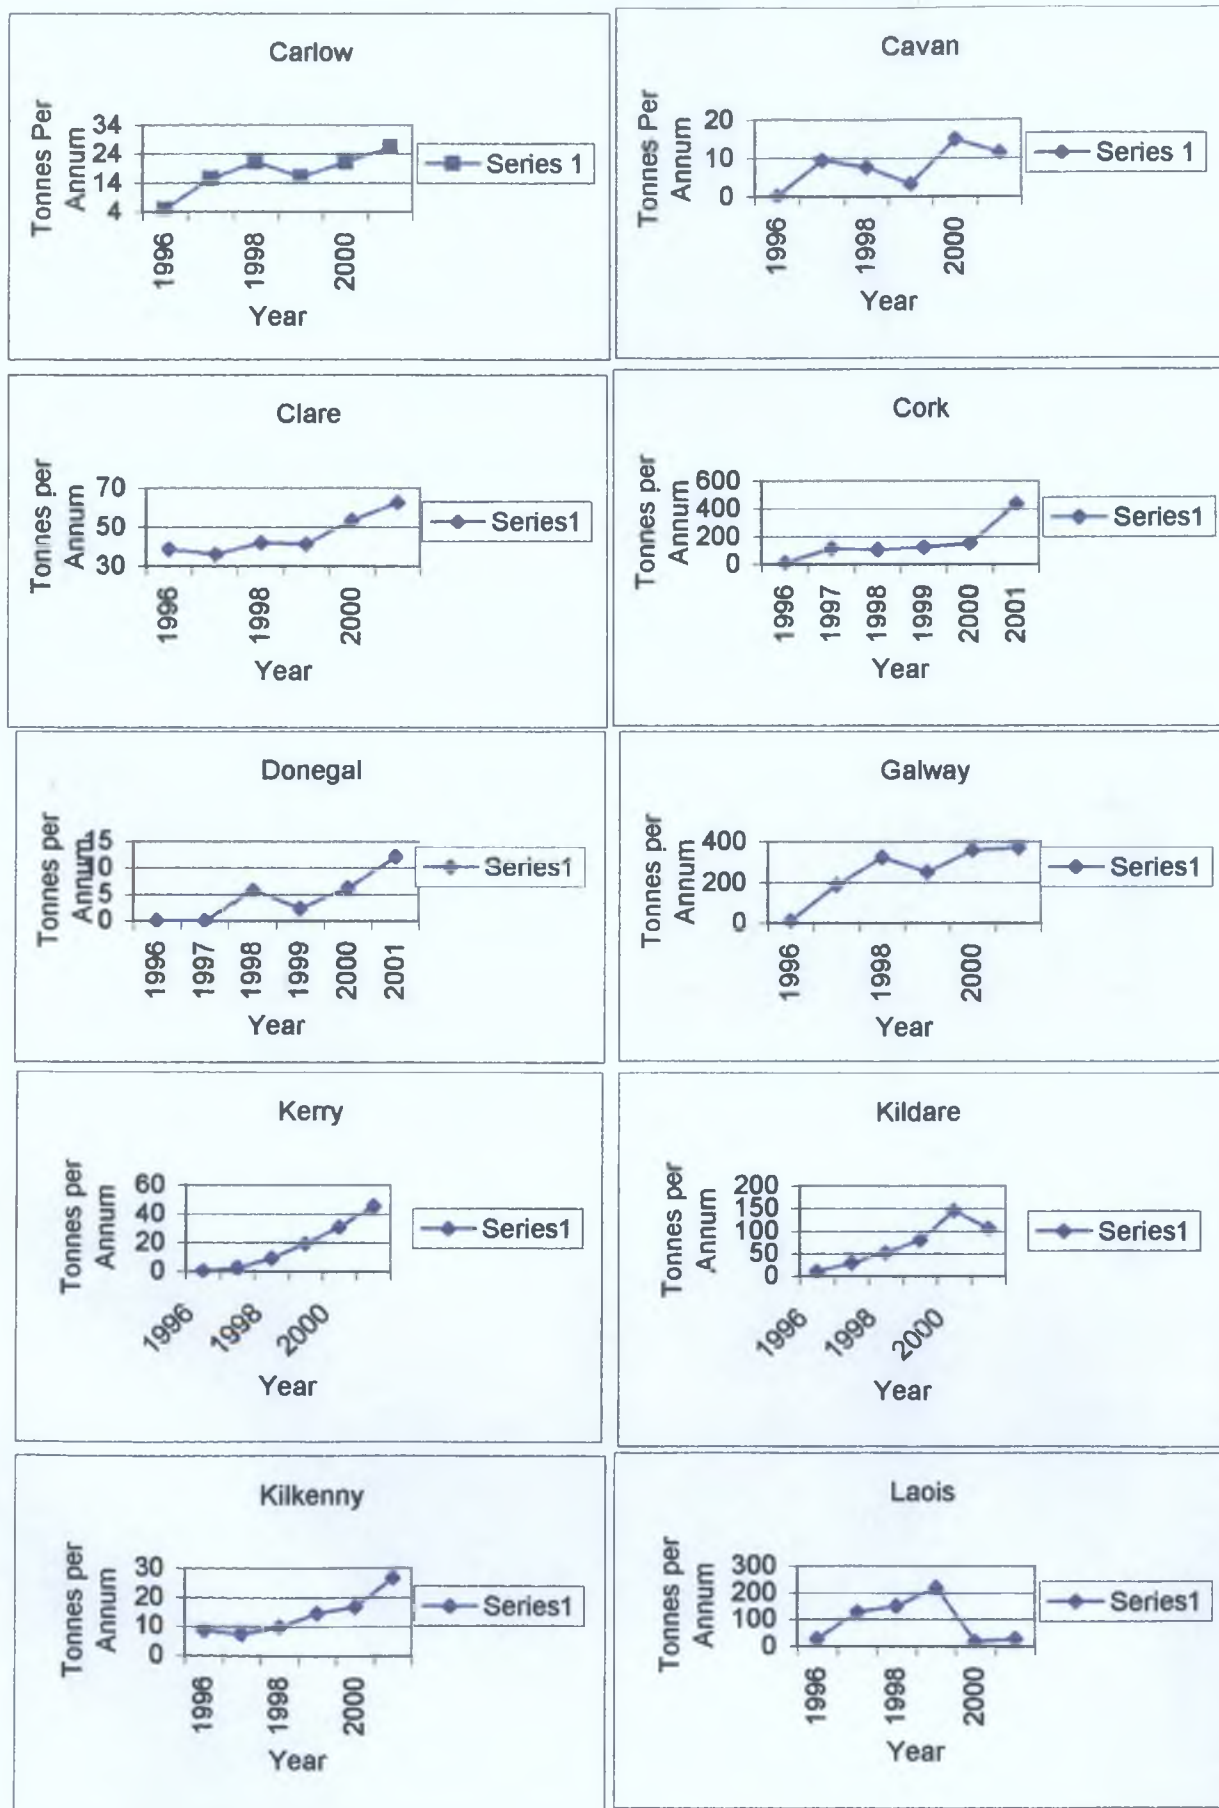 Carlow
Tonnes Per
Annum
34
24
14
4
Series 1
1996
1998
2000
Year
Cavan
Tonnes Per
Annum
20
10
0
Series 1
1996
1998
2000
Year
Clare
Tonnes per
Annum
70
50
30
Series1
1996
1998
2000
Year
Cork
Tonnes per
Annum
600
400
200
0
Series1
1996
1997
1998
1999
2000
2001
Year
Donegal
Tonnes per
Annum
15
10
5
0
Series1
1996
1997
1998
1999
2000
2001
Year
Galway
Tonnes per
Annum
400
200
0
Series1
1996
1998
2000
Year
Kerry
Tonnes per
Annum
60
40
20
0
Series1
1996
1998
2000
Year
Kildare
Tonnes per
Annum
200
150
100
50
0
Series1
1996
1998
2000
Year
Kilkenny
Tonnes per
Annum
30
20
10
0
Series1
1996
1998
2000
Year
Laois
Tonnes per
Annum
300
200
100
0
Series1
1996
1998
2000
Year